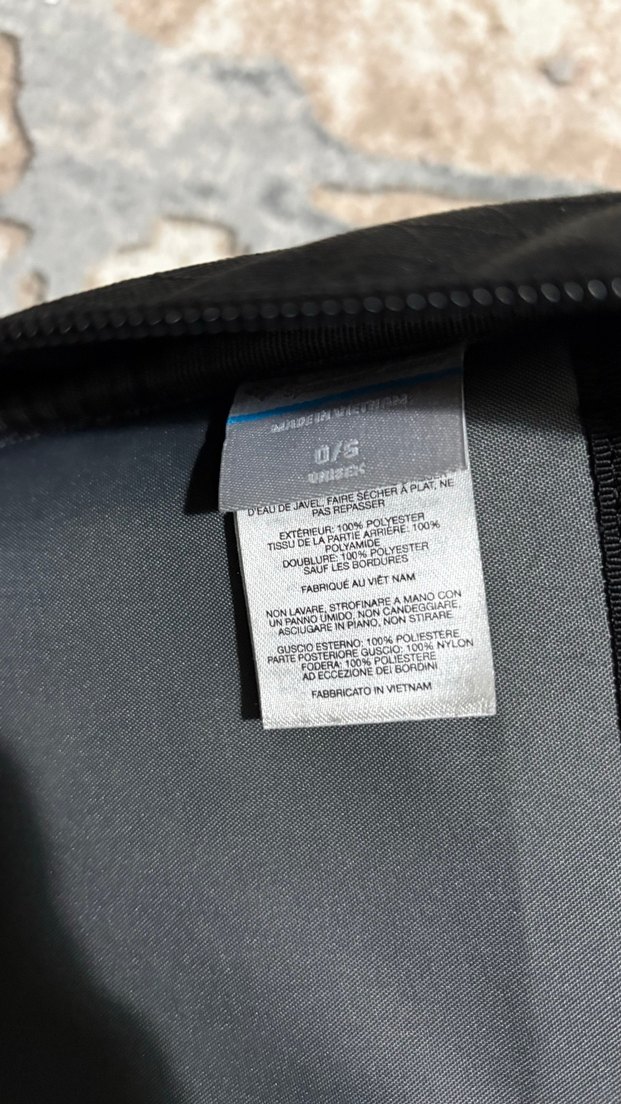 MADE IN VIETNAM
O/S
UNISEX
D'EAU DE JAVEL, FAIRE SÉCHER À PLAT, NE
PAS REPASSER
EXTÉRIEUR: 100% POLYESTER
TISSU DE LA PARTIE ARRIÈRE: 100%
POLYAMIDE
DOUBLURE: 100% POLYESTER
SAUF LES BORDURES
FABRIQUÉ AU VIÊT NAM
NON LAVARE, STROFINARE A MANO CON
UN PANNO UMIDO, NON CANDEGGIARE,
ASCIUGARE IN PIANO, NON STIRARE
GUSCIO ESTERNO: 100% POLIESTERE
PARTE POSTERIORE GUSCIO: 100% NYLON
FODERA: 100% POLIESTERE
AD ECCEZIONE DEI BORDINI
FABBRICATO IN VIETNAM